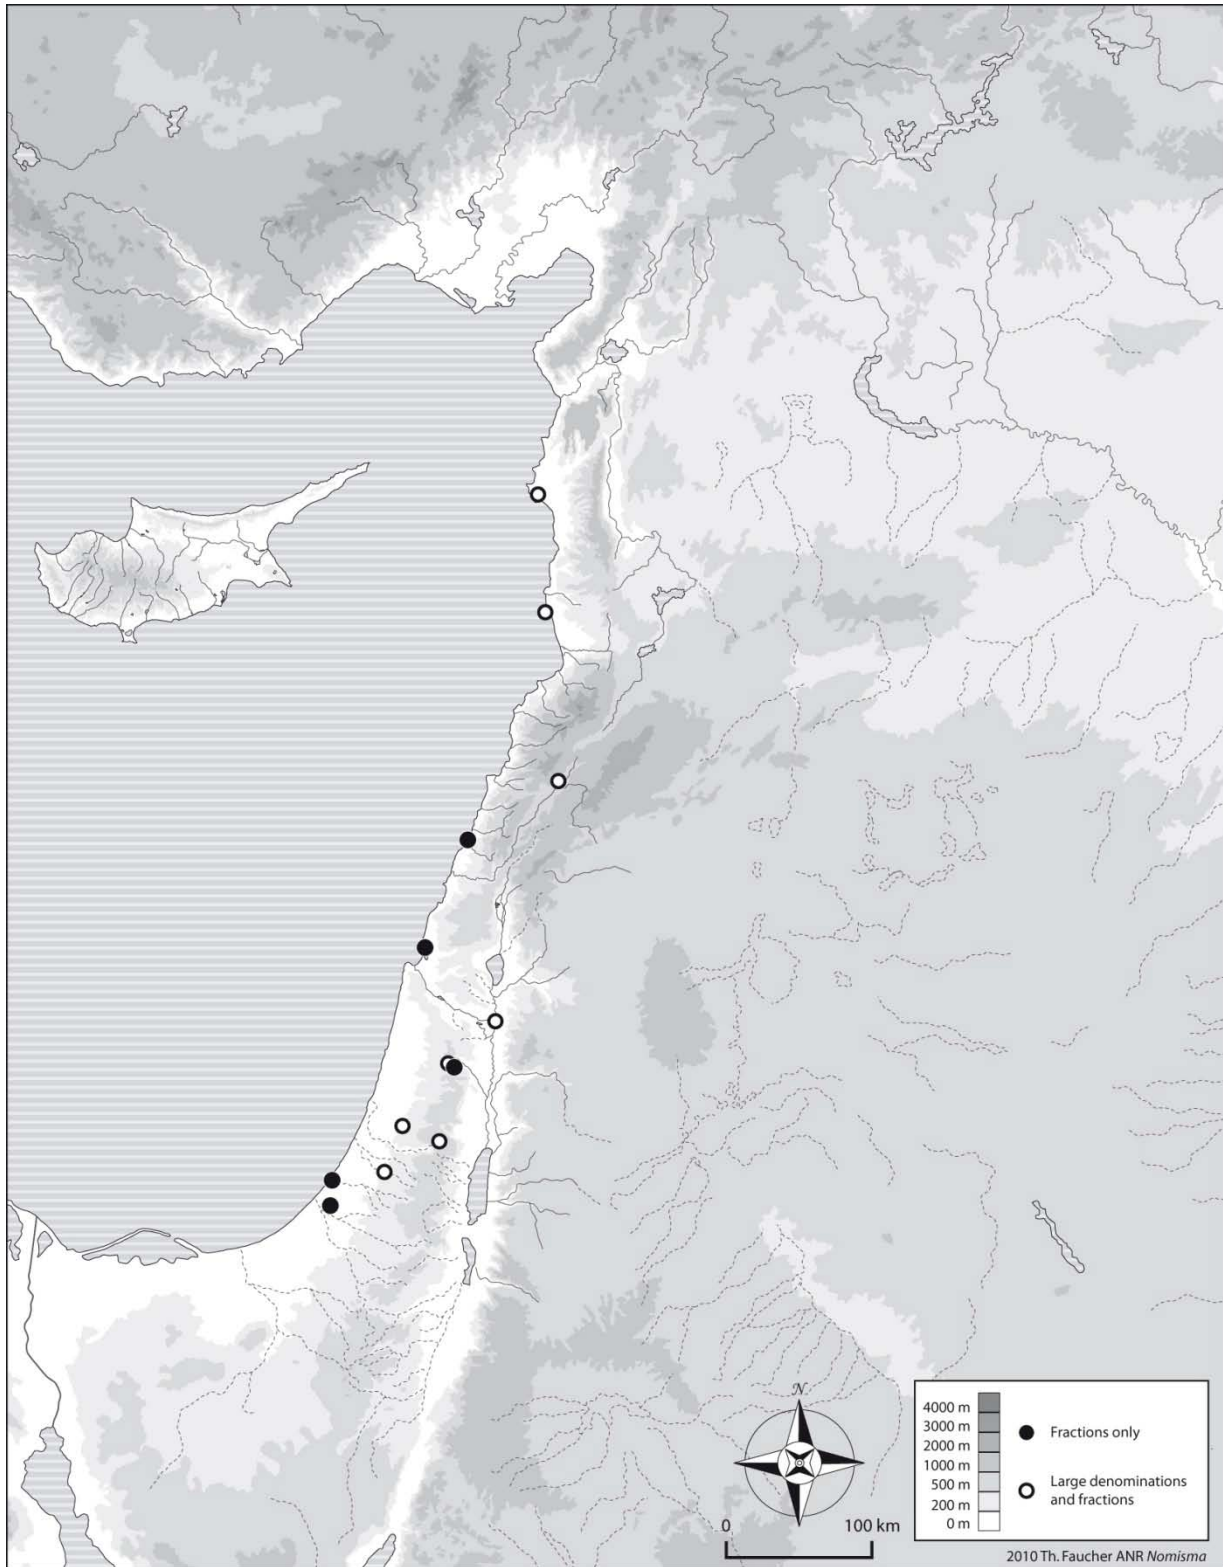 N
0 100 km
4000 m
3000 m
2000 m
1000 m
500 m
200 m
0 m
Fractions only
Large denominations
and fractions
2010 Th. Faucher ANR Nomisma